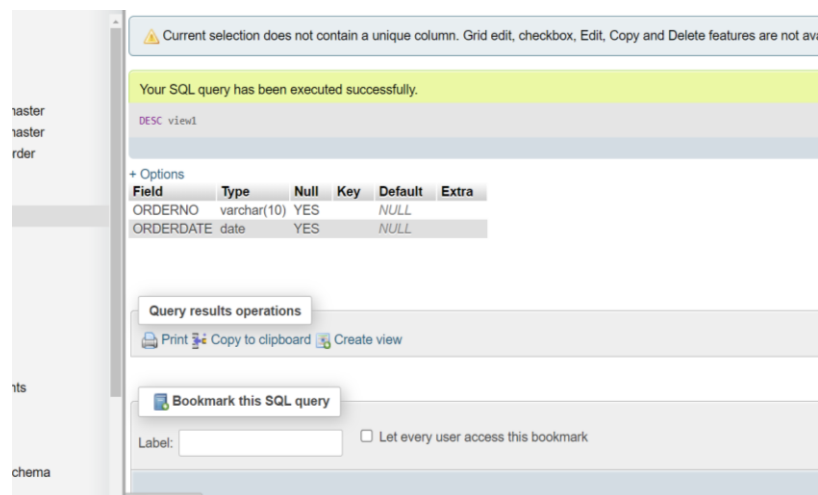 Current selection does not contain a unique column. Grid edit, checkbox, Edit, Copy and Delete features are not ava
Your SQL query has been executed successfully.
DESC view1
naster
naster
rder
+ Options
Field Type Null Key Default Extra
ORDERNO varchar(10) YES NULL
ORDERDATE date YES NULL
Query results operations
Print Copy to clipboard Create view
nts
Bookmark this SQL query
Label: Let every user access this bookmark
chema